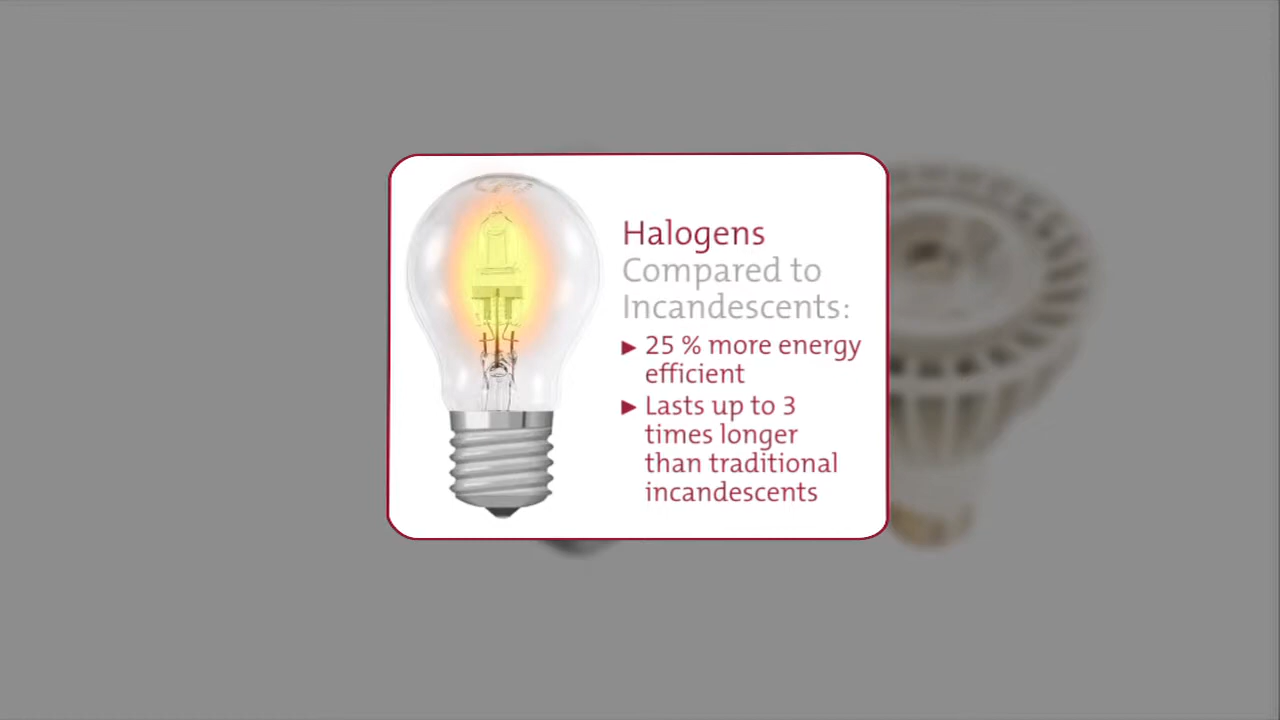 Halogens
Compared to
Incandescents:
▶ 25 % more energy
efficient
▶ Lasts up to 3
times longer
than traditional
incandescents